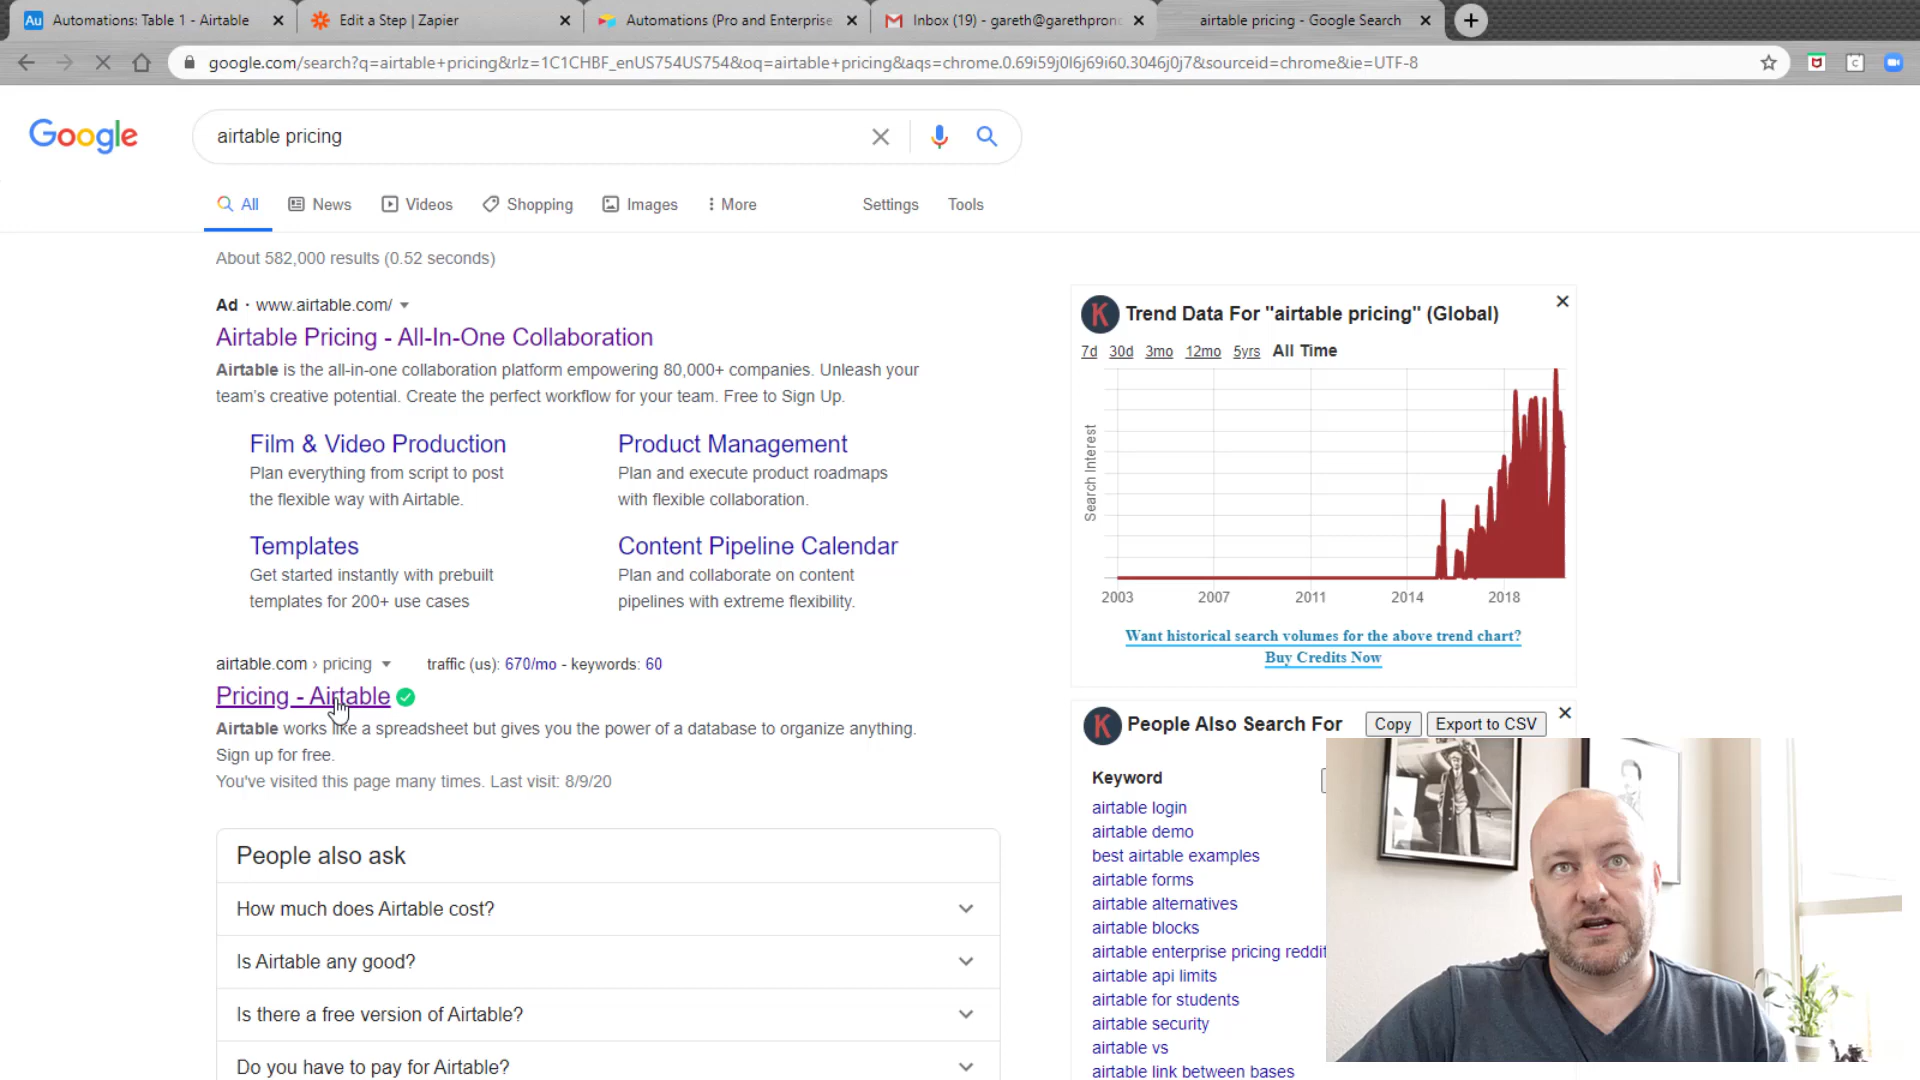 Au Automations: Table 1 - Airtable
Edit a Step | Zapier
Automations (Pro and Enterprise
Inbox (19) - gareth@garethpron
airtable pricing - Google Search
google.com/search?q=airtable+pricing&rlz=1C1CHBF_enUS754US754&oq=airtable+pricing&aqs=chrome.0.69i59j0l6j69i60.3046j0j7&sourceid=chrome&ie=UTF-8
Google
airtable pricing
All News Videos Shopping Images More Settings Tools
About 582,000 results (0.52 seconds)
Ad · www.airtable.com/
Airtable Pricing - All-In-One Collaboration
Airtable is the all-in-one collaboration platform empowering 80,000+ companies. Unleash your
team's creative potential. Create the perfect workflow for your team. Free to Sign Up.
Film & Video Production
Plan everything from script to post
the flexible way with Airtable.
Product Management
Plan and execute product roadmaps
with flexible collaboration.
Templates
Get started instantly with prebuilt
templates for 200+ use cases
Content Pipeline Calendar
Plan and collaborate on content
pipelines with extreme flexibility.
airtable.com › pricing traffic (us): 670/mo - keywords: 60
Pricing - Airtable
Airtable works like a spreadsheet but gives you the power of a database to organize anything.
Sign up for free.
You've visited this page many times. Last visit: 8/9/20
People also ask
How much does Airtable cost?
Is Airtable any good?
Is there a free version of Airtable?
Do you have to pay for Airtable?
K Trend Data For "airtable pricing" (Global)
7d 30d 3mo 12mo 5yrs All Time
Search Interest
2003 2007 2011 2014 2018
Want historical search volumes for the above trend chart?
Buy Credits Now
K People Also Search For Copy Export to CSV
Keyword
airtable login
airtable demo
best airtable examples
airtable forms
airtable alternatives
airtable blocks
airtable enterprise pricing reddit
airtable api limits
airtable for students
airtable security
airtable vs
airtable link between bases